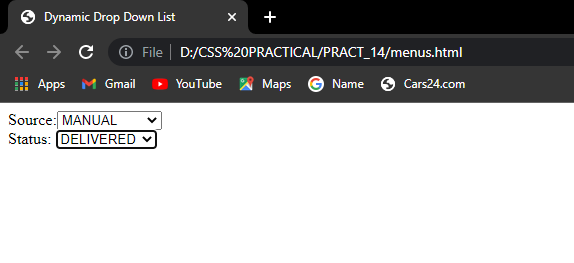 Dynamic Drop Down List
File D:/CSS%20PRACTICAL/PRACT_14/menus.html
Apps Gmail YouTube Maps Name Cars24.com
Source: MANUAL
Status: DELIVERED